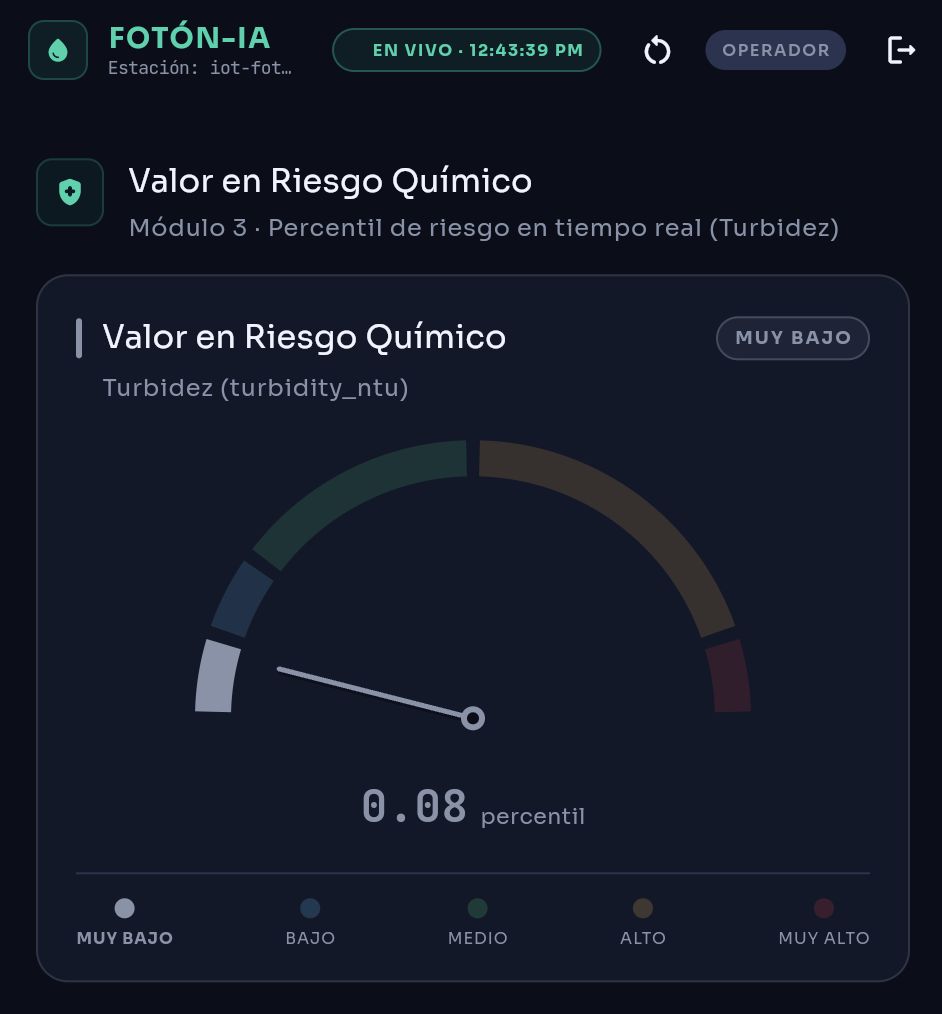 FOTÓN-IA
Estación: iot-fot…
EN VIVO · 12:43:39 PM
OPERADOR
Valor en Riesgo Químico
Módulo 3 · Percentil de riesgo en tiempo real (Turbidez)
Valor en Riesgo Químico
MUY BAJO
Turbidez (turbidity_ntu)
0.08 percentil
MUY BAJO
BAJO
MEDIO
ALTO
MUY ALTO